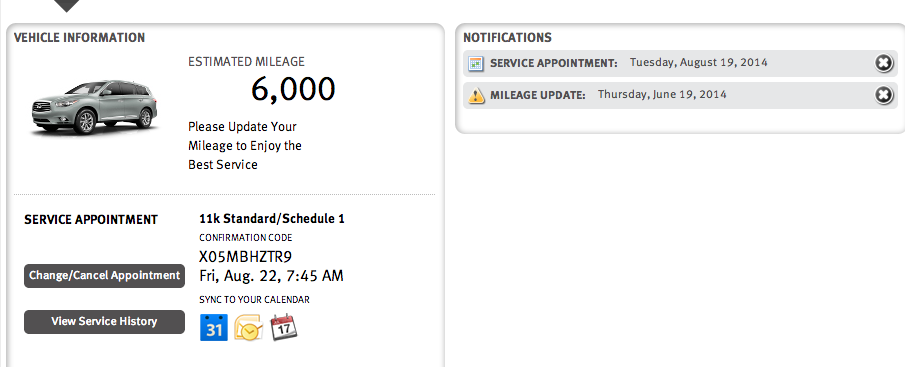 VEHICLE INFORMATION
ESTIMATED MILEAGE
6,000
Please Update Your
Mileage to Enjoy the
Best Service
SERVICE APPOINTMENT
11k Standard/Schedule 1
CONFIRMATION CODE
X05MBHZTR9
Fri, Aug. 22, 7:45 AM
Change/Cancel Appointment
SYNC TO YOUR CALENDAR
View Service History
31
17
NOTIFICATIONS
SERVICE APPOINTMENT: Tuesday, August 19, 2014
MILEAGE UPDATE: Thursday, June 19, 2014